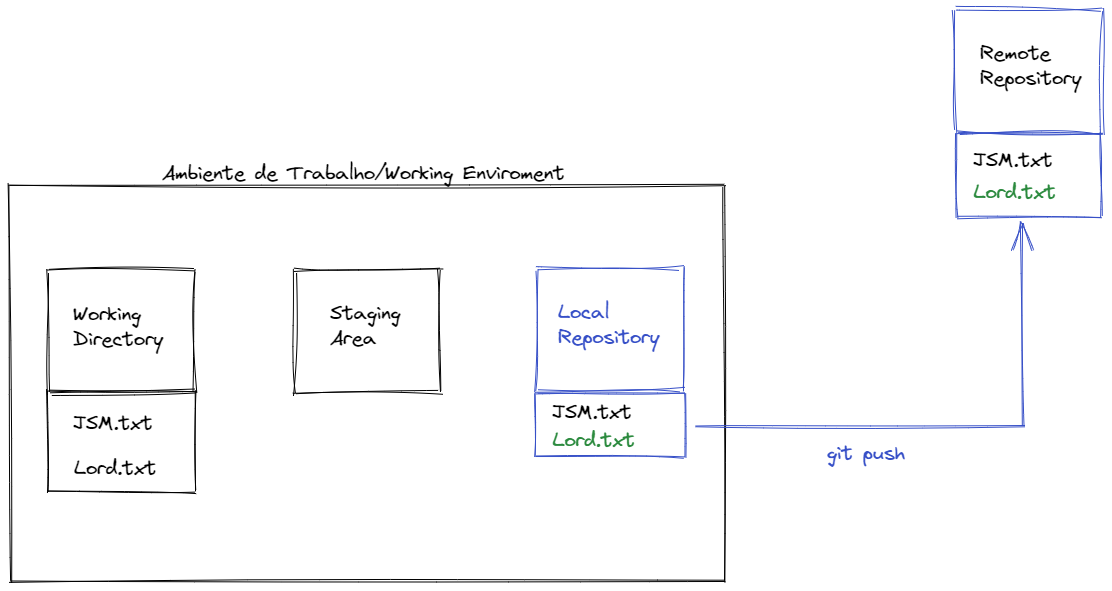 Remote
Repository
JSM.txt
Lord.txt
Ambiente de Trabalho/Working Enviroment
Working
Directory
JSM.txt
Lord.txt
Staging
Area
Local
Repository
JSM.txt
Lord.txt
git push